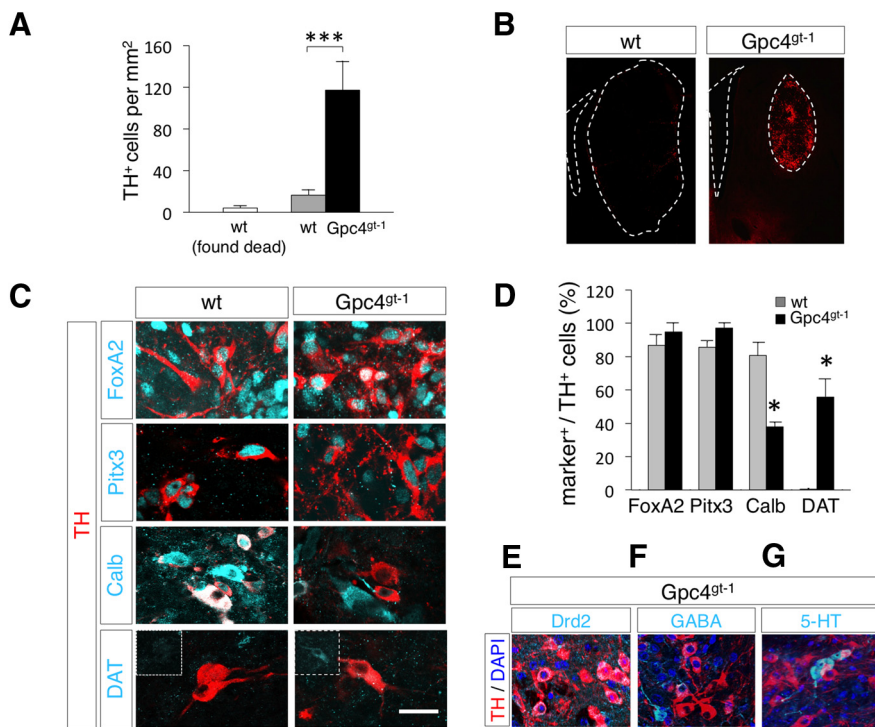 A
TH+ cells per mm2
160
120
80
40
0
***
wt
(found dead)
wt
Gpc4gt-1
B
wt
Gpc4gt-1
C
wt
Gpc4gt-1
TH
FoxA2
Pitx3
Calb
DAT
D
marker+ / TH+ cells (%)
120
100
80
60
40
20
0
wt
Gpc4gt-1
*
*
FoxA2 Pitx3 Calb DAT
E F G
Gpc4gt-1
Drd2 GABA 5-HT
TH / DAPI